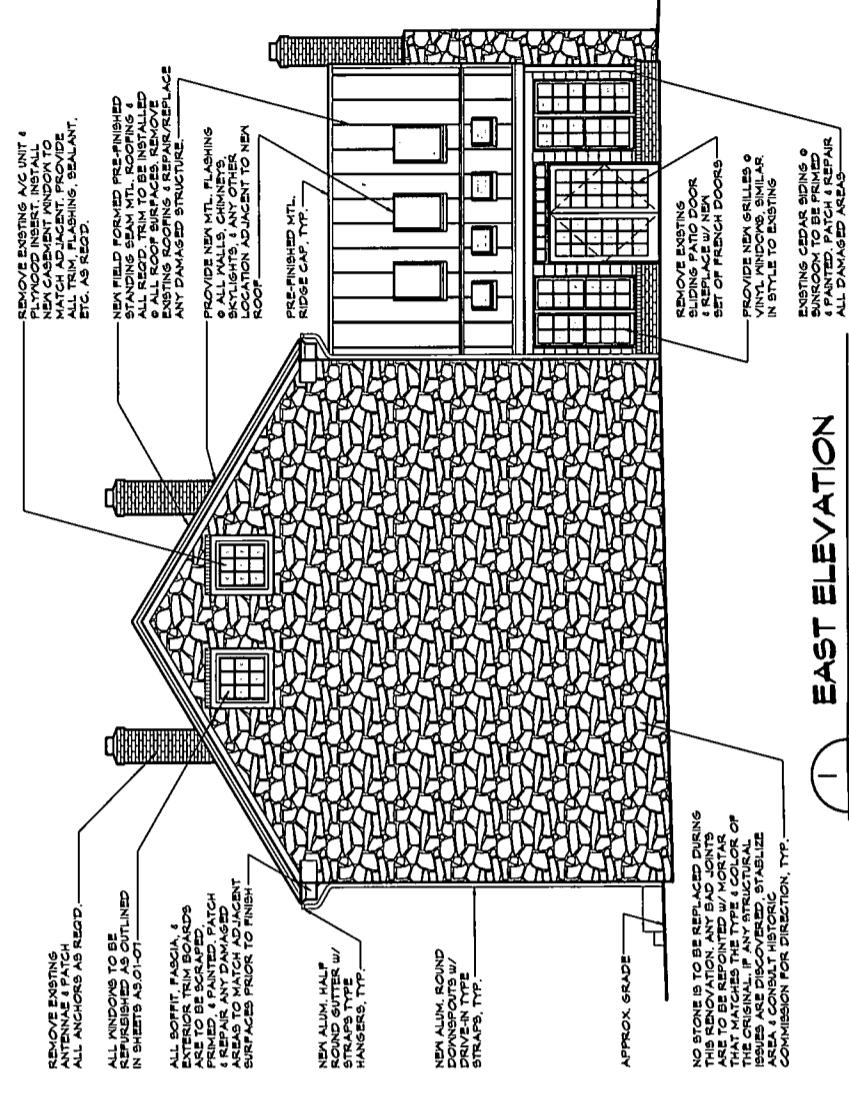 REMOVE EXISTING
ANTENNAE & PATCH
ALL ANCHORS AS REQ'D.
ALL WINDOWS TO BE
REFURBISHED AS OUTLINED
IN SHEETS A5.01-07
ALL SOFFIT, FASCIA, &
EXTERIOR TRIM BOARDS
ARE TO BE SCRAPED,
PRIMED, & PAINTED. PATCH
& REPAIR ANY DAMAGED
AREAS TO MATCH ADJACENT
SURFACES PRIOR TO FINISH
NEW ALUM. HALF
ROUND GUTTER W/
STRAPS TYPE
HANGERS, TYP.
NEW ALUM. ROUND
DOWNSPOUTS W/
DRIVE-IN TYPE
STRAPS, TYP.
APPROX. GRADE
NO STONE IS TO BE REPLACED DURING
THIS RENOVATION. ANY BAD JOINTS
ARE TO BE REPOINTED W/ MORTAR
THAT MATCHES THE TYPE & COLOR OF
THE ORIGINAL. IF ANY STRUCTURAL
ISSUES ARE DISCOVERED, STABLIZE
AREA & CONSULT HISTORIC
COMMISSION FOR DIRECTION, TYP.
REMOVE EXISTING A/C UNIT &
PLYWOOD INSERT. INSTALL
NEW CASEMENT WINDOW TO
MATCH ADJACENT. PROVIDE
ALL TRIM, FLASHING, SEALANT,
ETC. AS REQ'D.
NEW FIELD FORMED PRE-FINISHED
STANDING SEAM MTL. ROOFING &
ALL REQ'D. TRIM TO BE INSTALLED
@ ALL ROOF SURFACES. REMOVE
EXISTING ROOFING & REPAIR/REPLACE
ANY DAMAGED STRUCTURE.
PROVIDE NEW MTL. FLASHING
@ ALL WALLS, CHIMNEYS,
SKYLIGHTS, & ANY OTHER
LOCATION ADJACENT TO NEW
ROOF
PRE-FINISHED MTL.
RIDGE CAP, TYP.
REMOVE EXISTING
SLIDING PATIO DOOR
& REPLACE W/ NEW
SET OF FRENCH DOORS
PROVIDE NEW GRILLES @
VINYL WINDOWS, SIMILAR
IN STYLE TO EXISTING
EXISTING CEDAR SIDING @
SUNROOM TO BE PRIMED
& PAINTED. PATCH & REPAIR
ALL DAMAGED AREAS
1 EAST ELEVATION